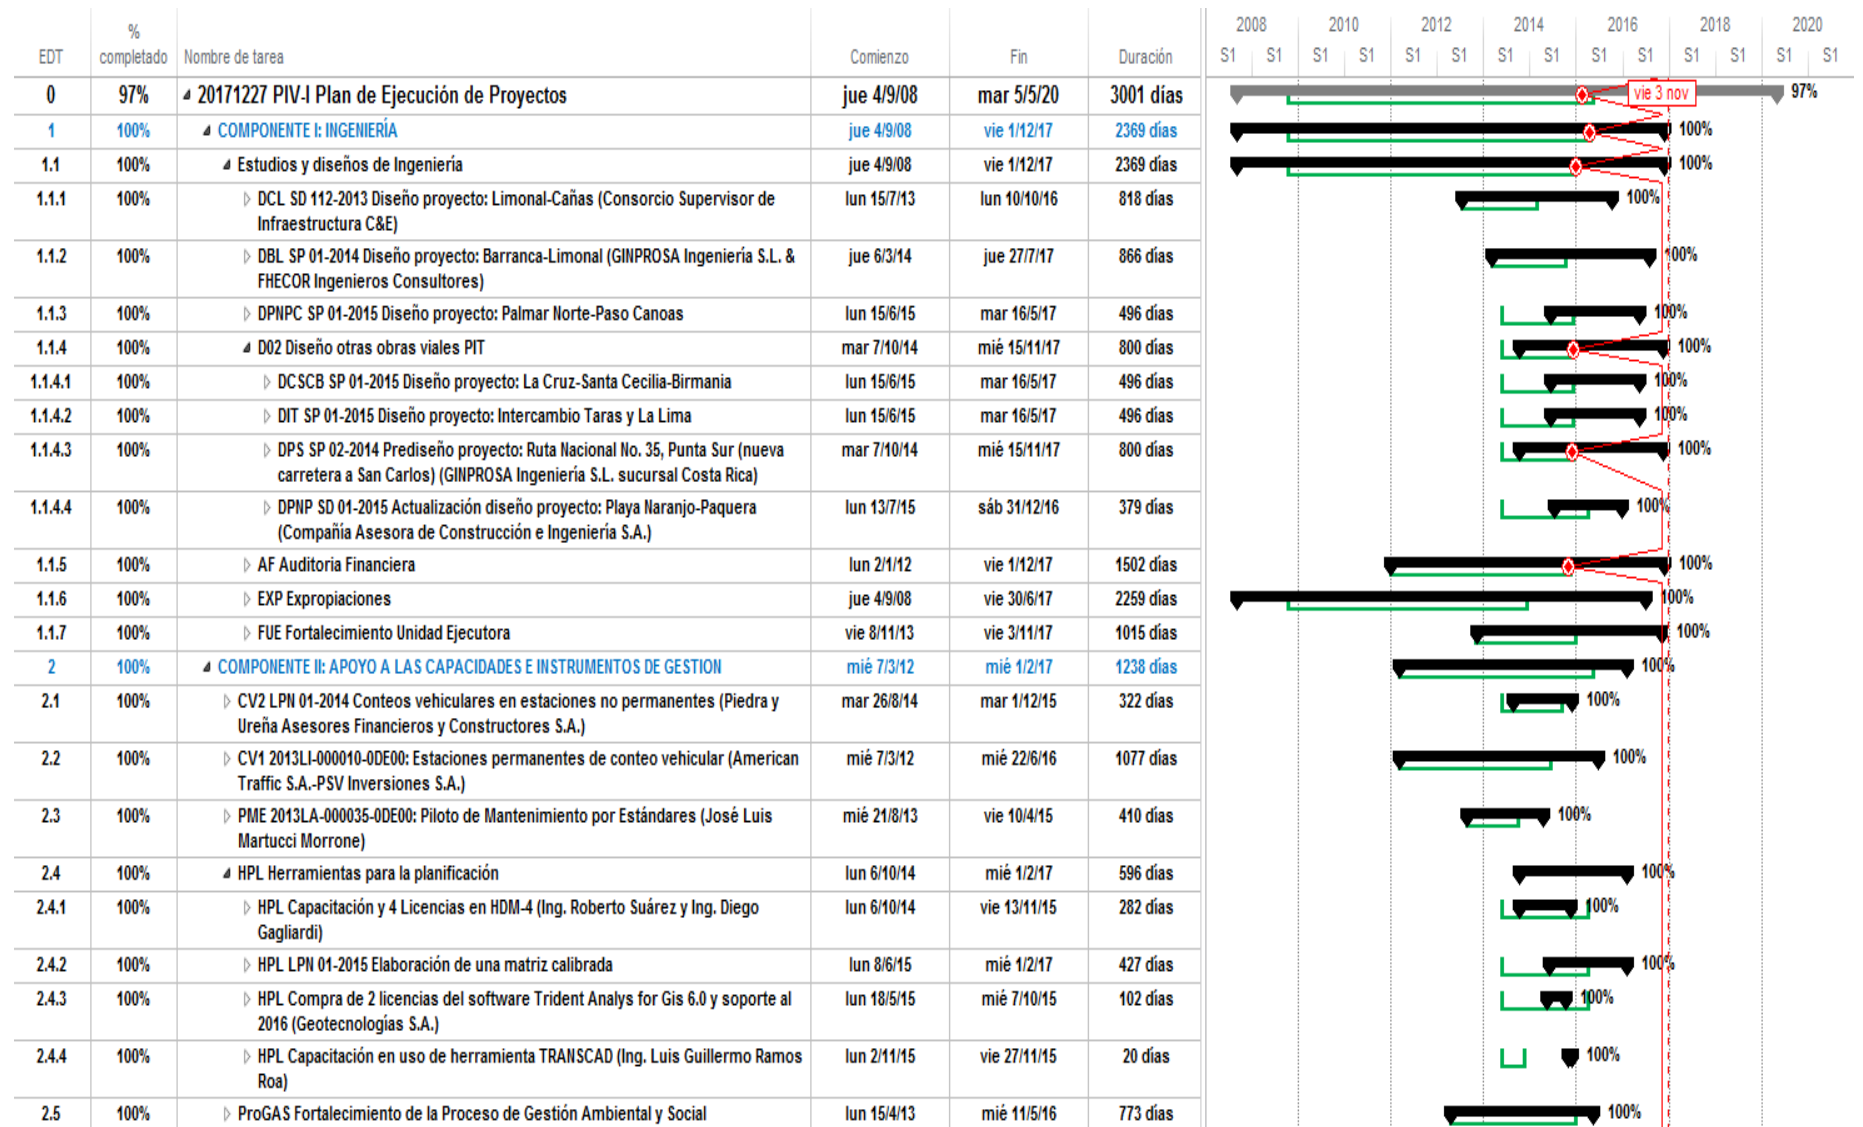 EDT % completado Nombre de tarea Comienzo Fin Duración
2008 2010 2012 2014 2016 2018 2020
S1 S1 S1 S1 S1 S1 S1 S1 S1 S1 S1 S1 S1 S1
0 97% 20171227 PIV-I Plan de Ejecución de Proyectos jue 4/9/08 mar 5/5/20 3001 días vie 3 nov 97%
1 100% COMPONENTE I: INGENIERÍA jue 4/9/08 vie 1/12/17 2369 días 100%
1.1 100% Estudios y diseños de Ingeniería jue 4/9/08 vie 1/12/17 2369 días 100%
1.1.1 100% DCL SD 112-2013 Diseño proyecto: Limonal-Cañas (Consorcio Supervisor de lun 15/7/13 lun 10/10/16 818 días 100%
Infraestructura C&E)
1.1.2 100% DBL SP 01-2014 Diseño proyecto: Barranca-Limonal (GINPROSA Ingeniería S.L. & jue 6/3/14 jue 27/7/17 866 días 100%
FHECOR Ingenieros Consultores)
1.1.3 100% DPNPC SP 01-2015 Diseño proyecto: Palmar Norte-Paso Canoas lun 15/6/15 mar 16/5/17 496 días 100%
1.1.4 100% D02 Diseño otras obras viales PIT mar 7/10/14 mié 15/11/17 800 días 100%
1.1.4.1 100% DCSCB SP 01-2015 Diseño proyecto: La Cruz-Santa Cecilia-Birmania lun 15/6/15 mar 16/5/17 496 días 100%
1.1.4.2 100% DIT SP 01-2015 Diseño proyecto: Intercambio Taras y La Lima lun 15/6/15 mar 16/5/17 496 días 100%
1.1.4.3 100% DPS SP 02-2014 Prediseño proyecto: Ruta Nacional No. 35, Punta Sur (nueva mar 7/10/14 mié 15/11/17 800 días 100%
carretera a San Carlos) (GINPROSA Ingeniería S.L. sucursal Costa Rica)
1.1.4.4 100% DPNP SD 01-2015 Actualización diseño proyecto: Playa Naranjo-Paquera lun 13/7/15 sáb 31/12/16 379 días 100%
(Compañía Asesora de Construcción e Ingeniería S.A.)
1.1.5 100% AF Auditoria Financiera lun 2/1/12 vie 1/12/17 1502 días 100%
1.1.6 100% EXP Expropiaciones jue 4/9/08 vie 30/6/17 2259 días 100%
1.1.7 100% FUE Fortalecimiento Unidad Ejecutora vie 8/11/13 vie 3/11/17 1015 días 100%
2 100% COMPONENTE II: APOYO A LAS CAPACIDADES E INSTRUMENTOS DE GESTION mié 7/3/12 mié 1/2/17 1238 días 100%
2.1 100% CV2 LPN 01-2014 Conteos vehiculares en estaciones no permanentes (Piedra y mar 26/8/14 mar 1/12/15 322 días 100%
Ureña Asesores Financieros y Constructores S.A.)
2.2 100% CV1 2013LI-000010-0DE00: Estaciones permanentes de conteo vehicular (American mié 7/3/12 mié 22/6/16 1077 días 100%
Traffic S.A.-PSV Inversiones S.A.)
2.3 100% PME 2013LA-000035-0DE00: Piloto de Mantenimiento por Estándares (José Luis mié 21/8/13 vie 10/4/15 410 días 100%
Martucci Morrone)
2.4 100% HPL Herramientas para la planificación lun 6/10/14 mié 1/2/17 596 días 100%
2.4.1 100% HPL Capacitación y 4 Licencias en HDM-4 (Ing. Roberto Suárez y Ing. Diego lun 6/10/14 vie 13/11/15 282 días 100%
Gagliardi)
2.4.2 100% HPL LPN 01-2015 Elaboración de una matriz calibrada lun 8/6/15 mié 1/2/17 427 días 100%
2.4.3 100% HPL Compra de 2 licencias del software Trident Analys for Gis 6.0 y soporte al lun 18/5/15 mié 7/10/15 102 días 100%
2016 (Geotecnologías S.A.)
2.4.4 100% HPL Capacitación en uso de herramienta TRANSCAD (Ing. Luis Guillermo Ramos lun 2/11/15 vie 27/11/15 20 días 100%
Roa)
2.5 100% ProGAS Fortalecimiento de la Proceso de Gestión Ambiental y Social lun 15/4/13 mié 11/5/16 773 días 100%